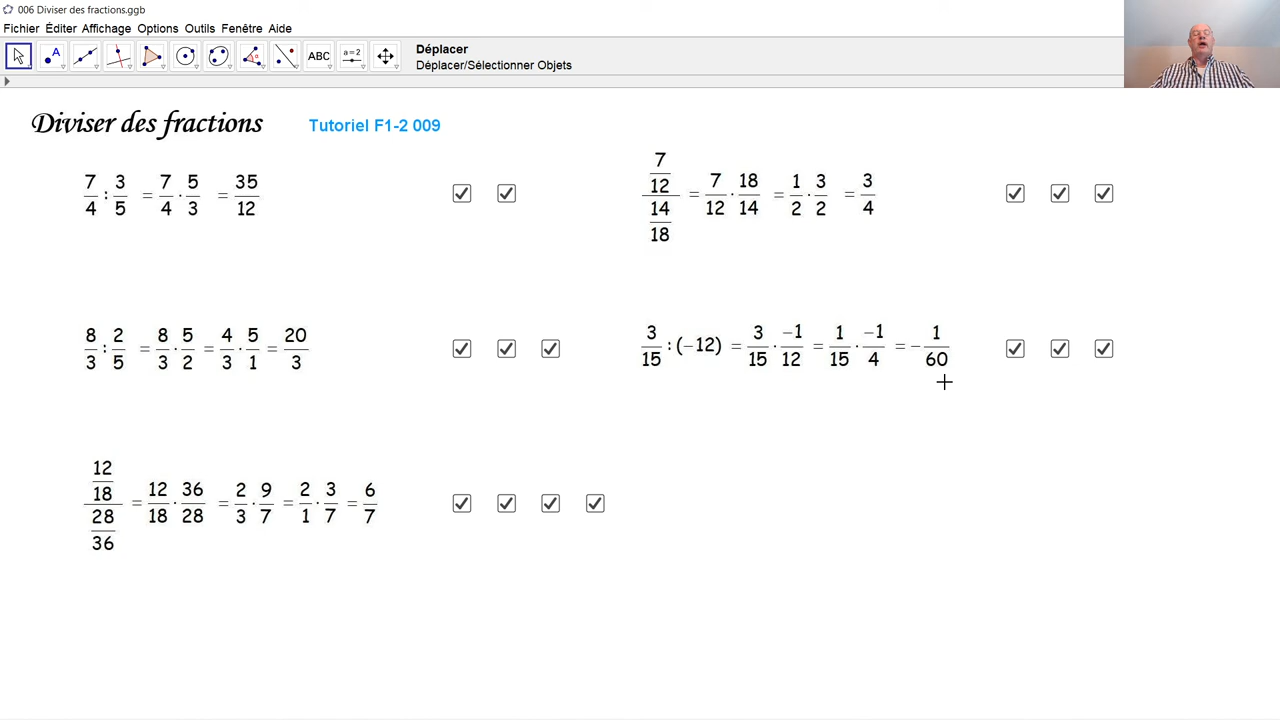 006 Diviser des fractions.ggb
Fichier Éditer Affichage Options Outils Fenêtre Aide
A ABC a=2 Déplacer
Déplacer/Sélectionner Objets
Diviser des fractions Tutoriel F1-2 009
7/4 : 3/5 = 7/4 · 5/3 = 35/12
7/12 / 14/18 = 7/12 · 18/14 = 1/2 · 3/2 = 3/4
8/3 : 2/5 = 8/3 · 5/2 = 4/3 · 5/1 = 20/3
3/15 : (−12) = 3/15 · −1/12 = 1/15 · −1/4 = − 1/60
12/18 / 28/36 = 12/18 · 36/28 = 2/3 · 9/7 = 2/1 · 3/7 = 6/7